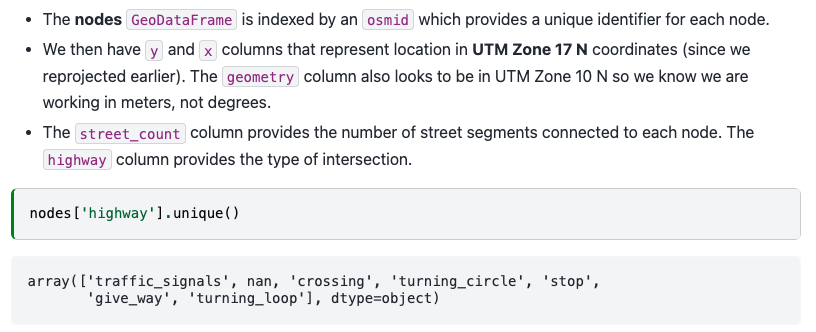 • The nodes GeoDataFrame is indexed by an osmid which provides a unique identifier for each node.
• We then have y and x columns that represent location in UTM Zone 17 N coordinates (since we
reprojected earlier). The geometry column also looks to be in UTM Zone 10 N so we know we are
working in meters, not degrees.
• The street_count column provides the number of street segments connected to each node. The
highway column provides the type of intersection.
nodes['highway'].unique()
array(['traffic_signals', nan, 'crossing', 'turning_circle', 'stop',
       'give_way', 'turning_loop'], dtype=object)